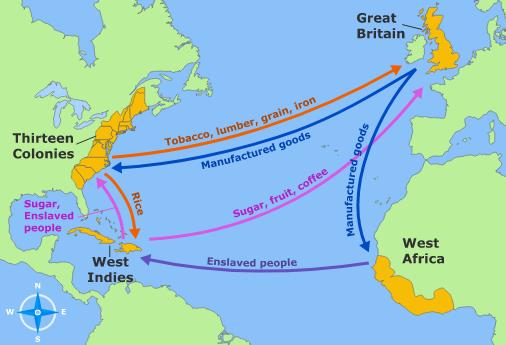 Great
Britain
Thirteen
Colonies
Tobacco, lumber, grain, iron
Manufactured goods
Manufactured goods
Sugar, fruit, coffee
Rice
Sugar,
Enslaved
people
West
Indies
Enslaved people
West
Africa
N
W
E
S